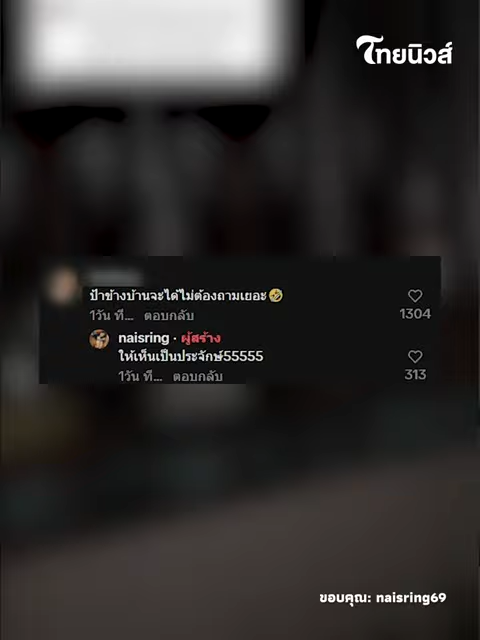 ไทยนิวส์
ป้าข้างบ้านจะได้ไม่ต้องถามเยอะ🤣
1วัน ที่... ตอบกลับ
1304
naisring · ผู้สร้าง
ให้เห็นเป็นประจักษ์55555
1วัน ที่... ตอบกลับ
313
ขอบคุณ: naisring69